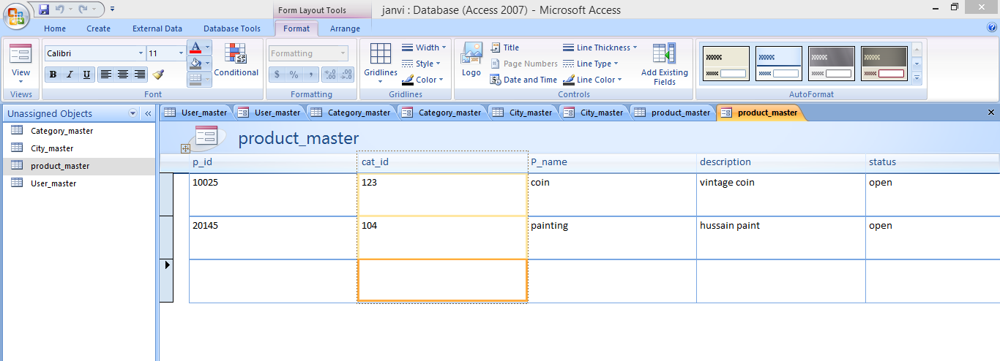 Form Layout Tools
janvi : Database (Access 2007) - Microsoft Access
Home Create External Data Database Tools Format Arrange
View
Views
Calibri 11
B I U
A
Conditional
Font
Formatting
$ % ,
Formatting
Gridlines
Width
Style
Color
Gridlines
Logo
Title
Page Numbers
Date and Time
Line Thickness
Line Type
Line Color
Add Existing
Fields
Controls
AutoFormat
Unassigned Objects
Category_master
City_master
product_master
User_master
User_master User_master Category_master Category_master City_master City_master product_master product_master
product_master
p_id cat_id P_name description status
10025 123 coin vintage coin open
20145 104 painting hussain paint open